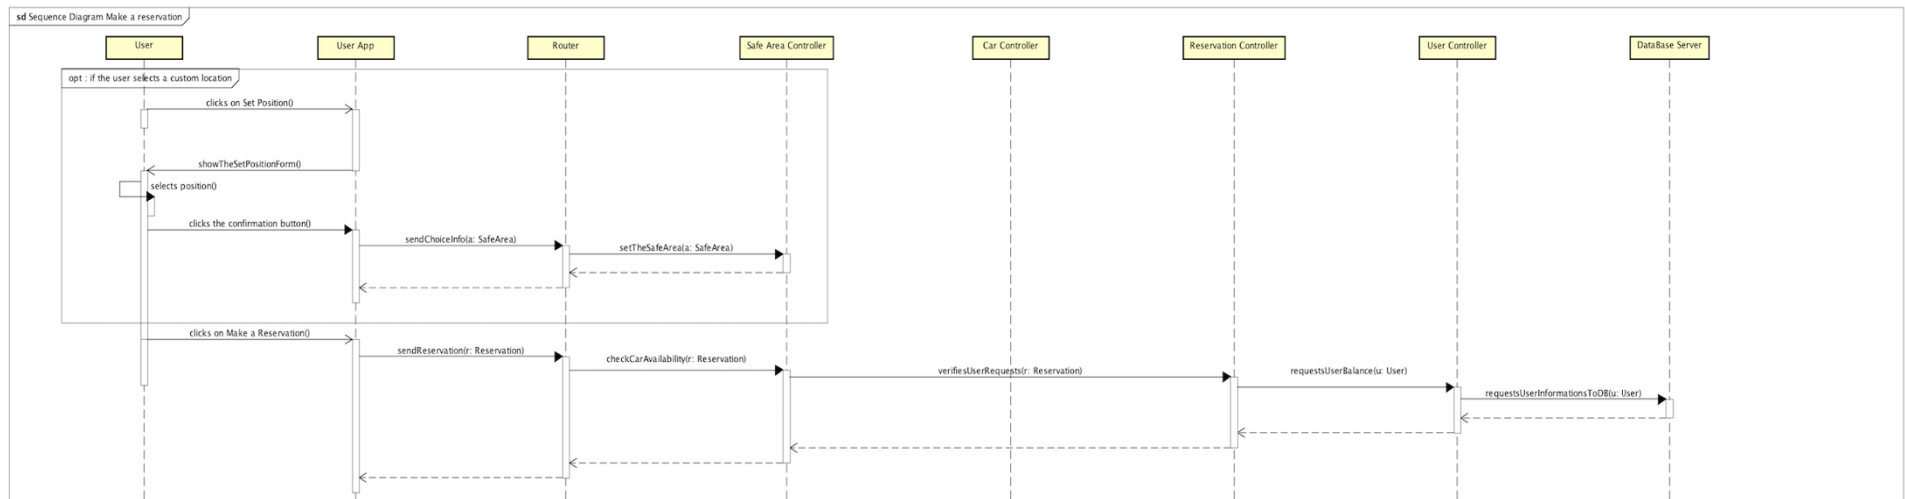 sd Sequence Diagram Make a reservation
User
User App
Router
Safe Area Controller
Car Controller
Reservation Controller
User Controller
DataBase Server
opt : if the user selects a custom location
clicks on Set Position()
showTheSetPositionForm()
selects position()
clicks the confirmation button()
sendChoiceInfo(a: SafeArea)
setTheSafeArea(a: SafeArea)
clicks on Make a Reservation()
sendReservation(r: Reservation)
checkCarAvailability(r: Reservation)
verifiesUserRequests(r: Reservation)
requestsUserBalance(u: User)
requestsUserInformationsToDB(u: User)